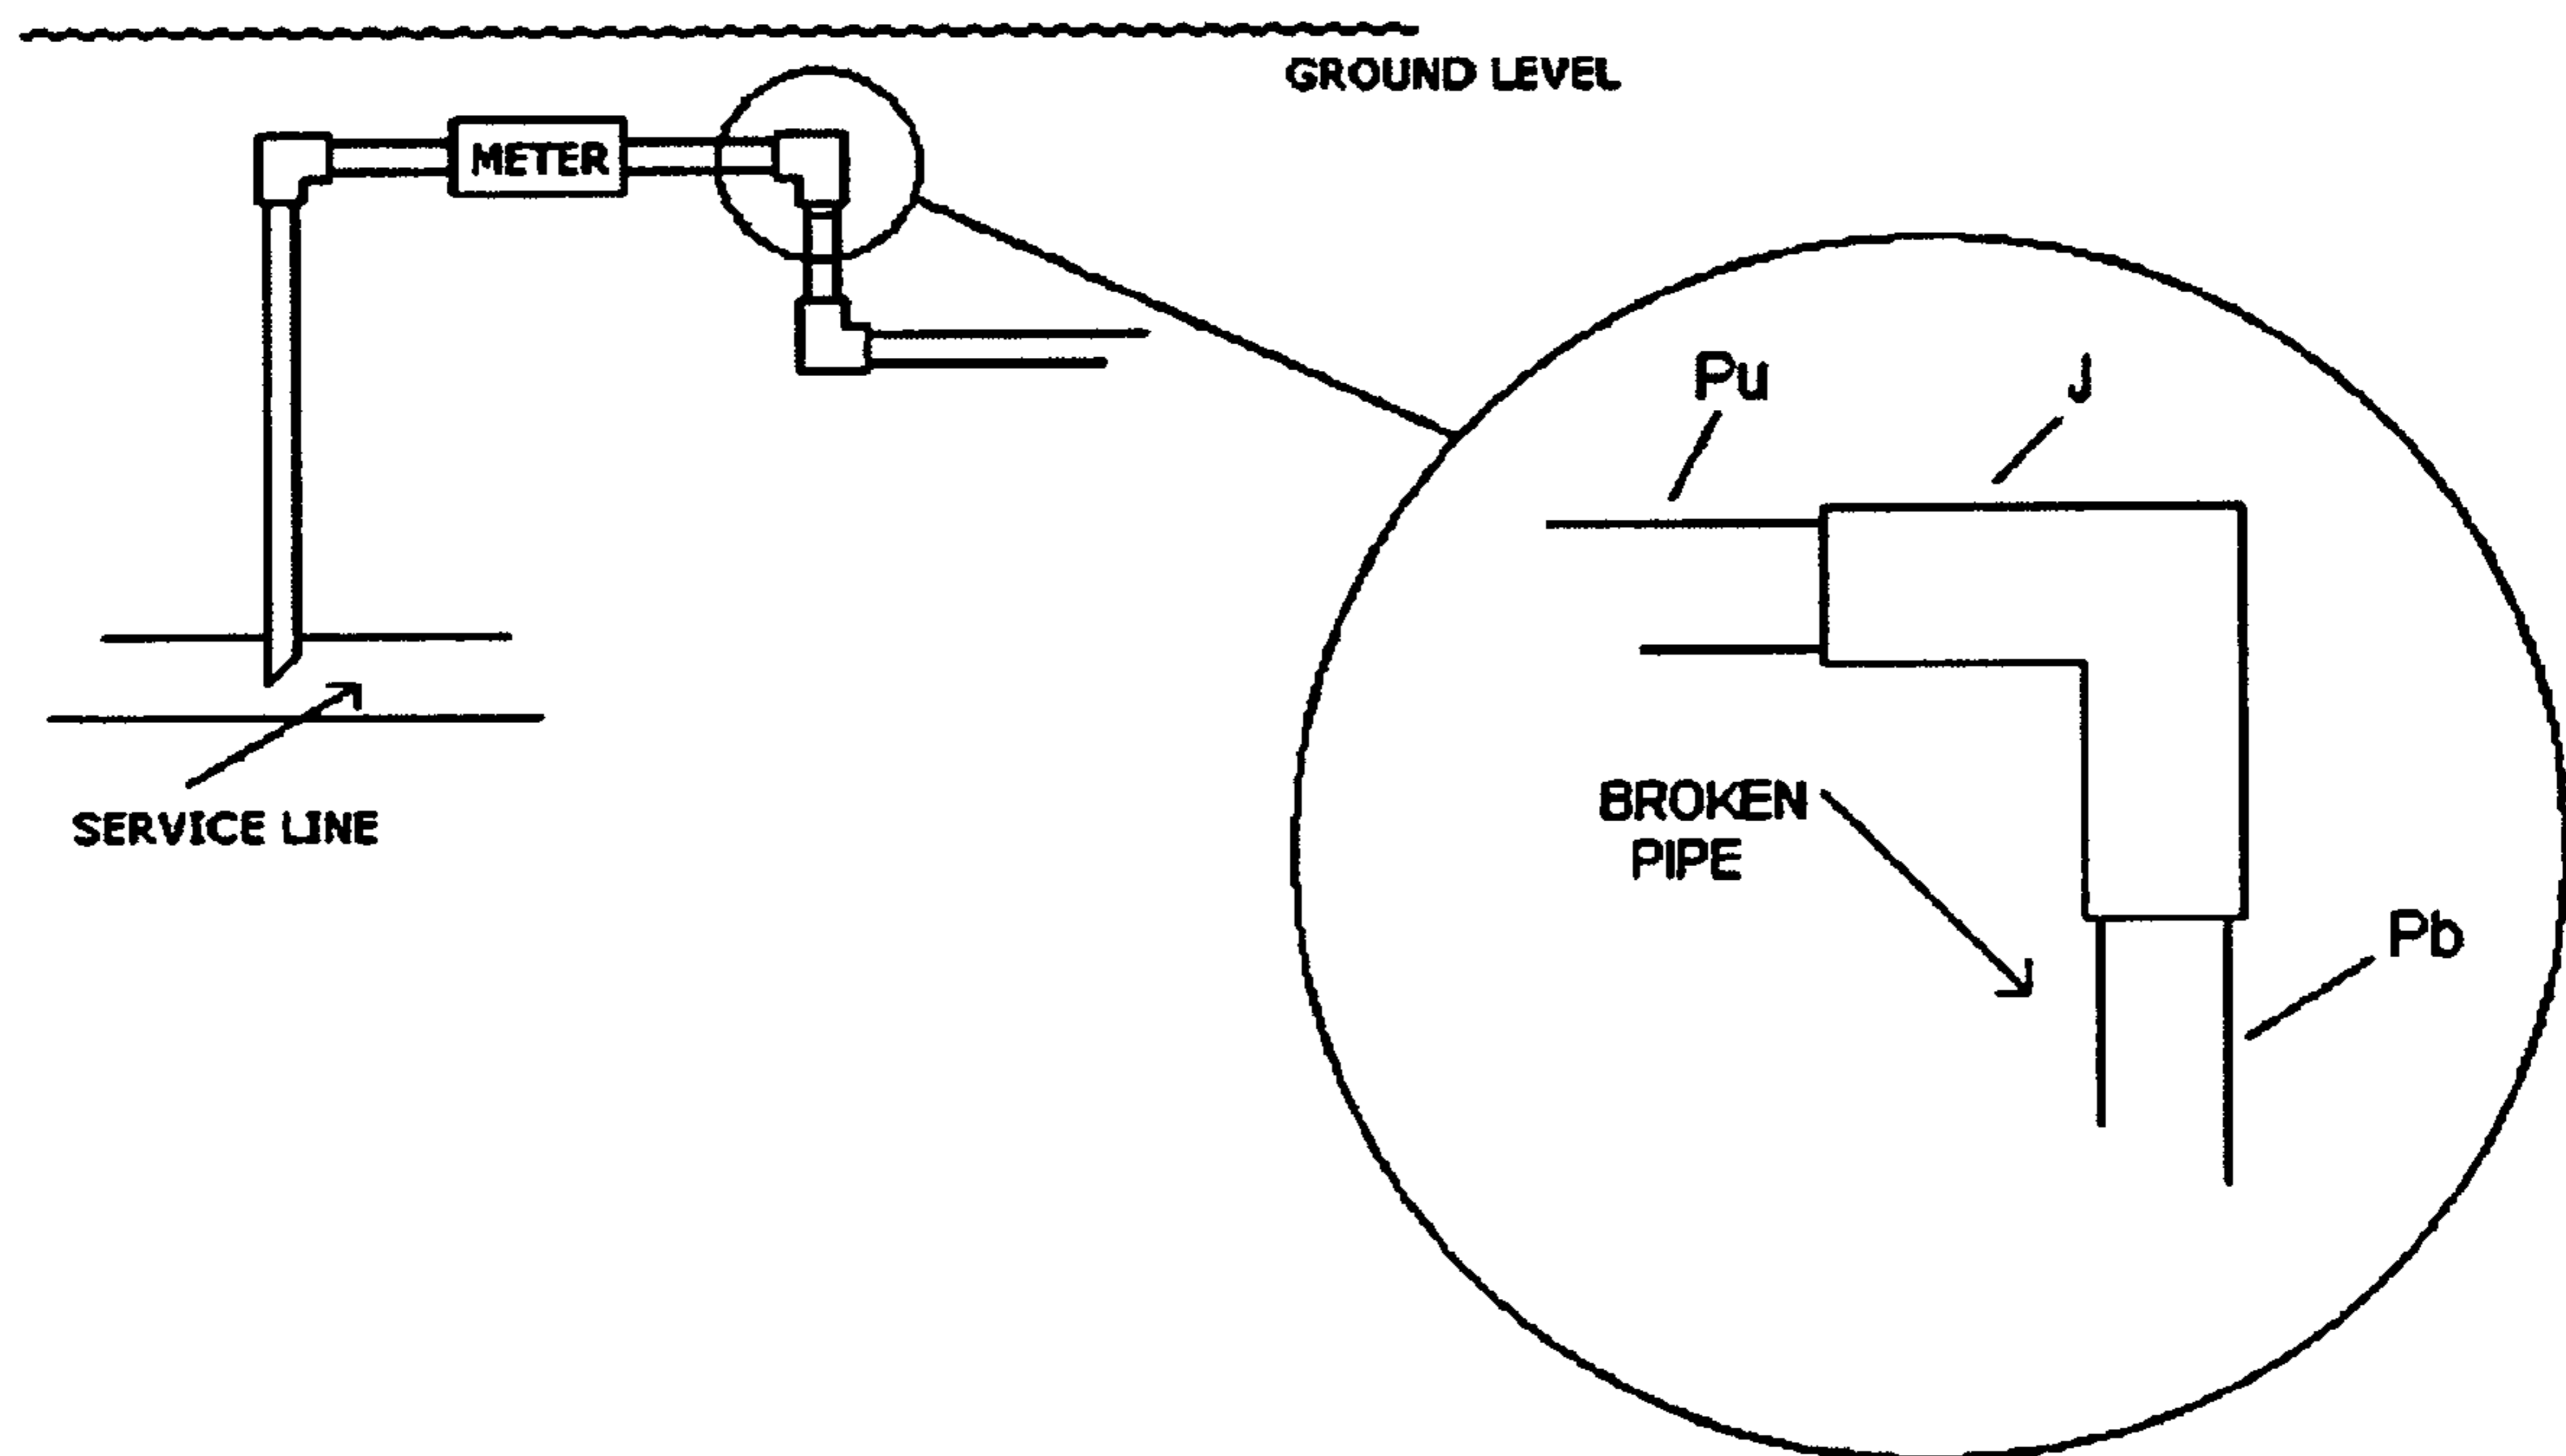 GROUND LEVEL
METER
SERVICE LINE
Pu
J
BROKEN
PIPE
Pb